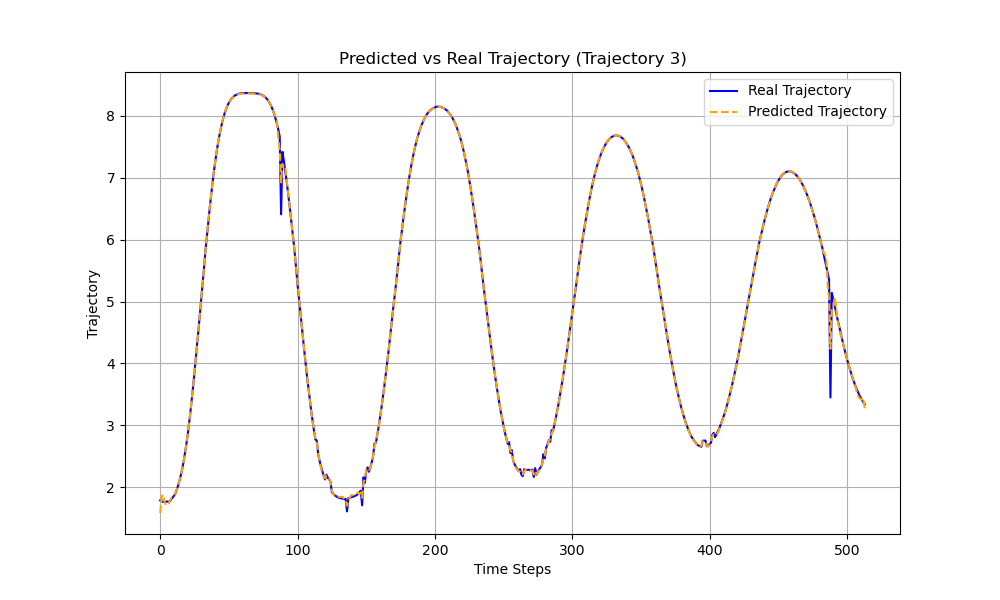 Predicted vs Real Trajectory (Trajectory 3)
Real Trajectory
Predicted Trajectory
Trajectory
8
7
6
5
4
3
2
0 100 200 300 400 500
Time Steps